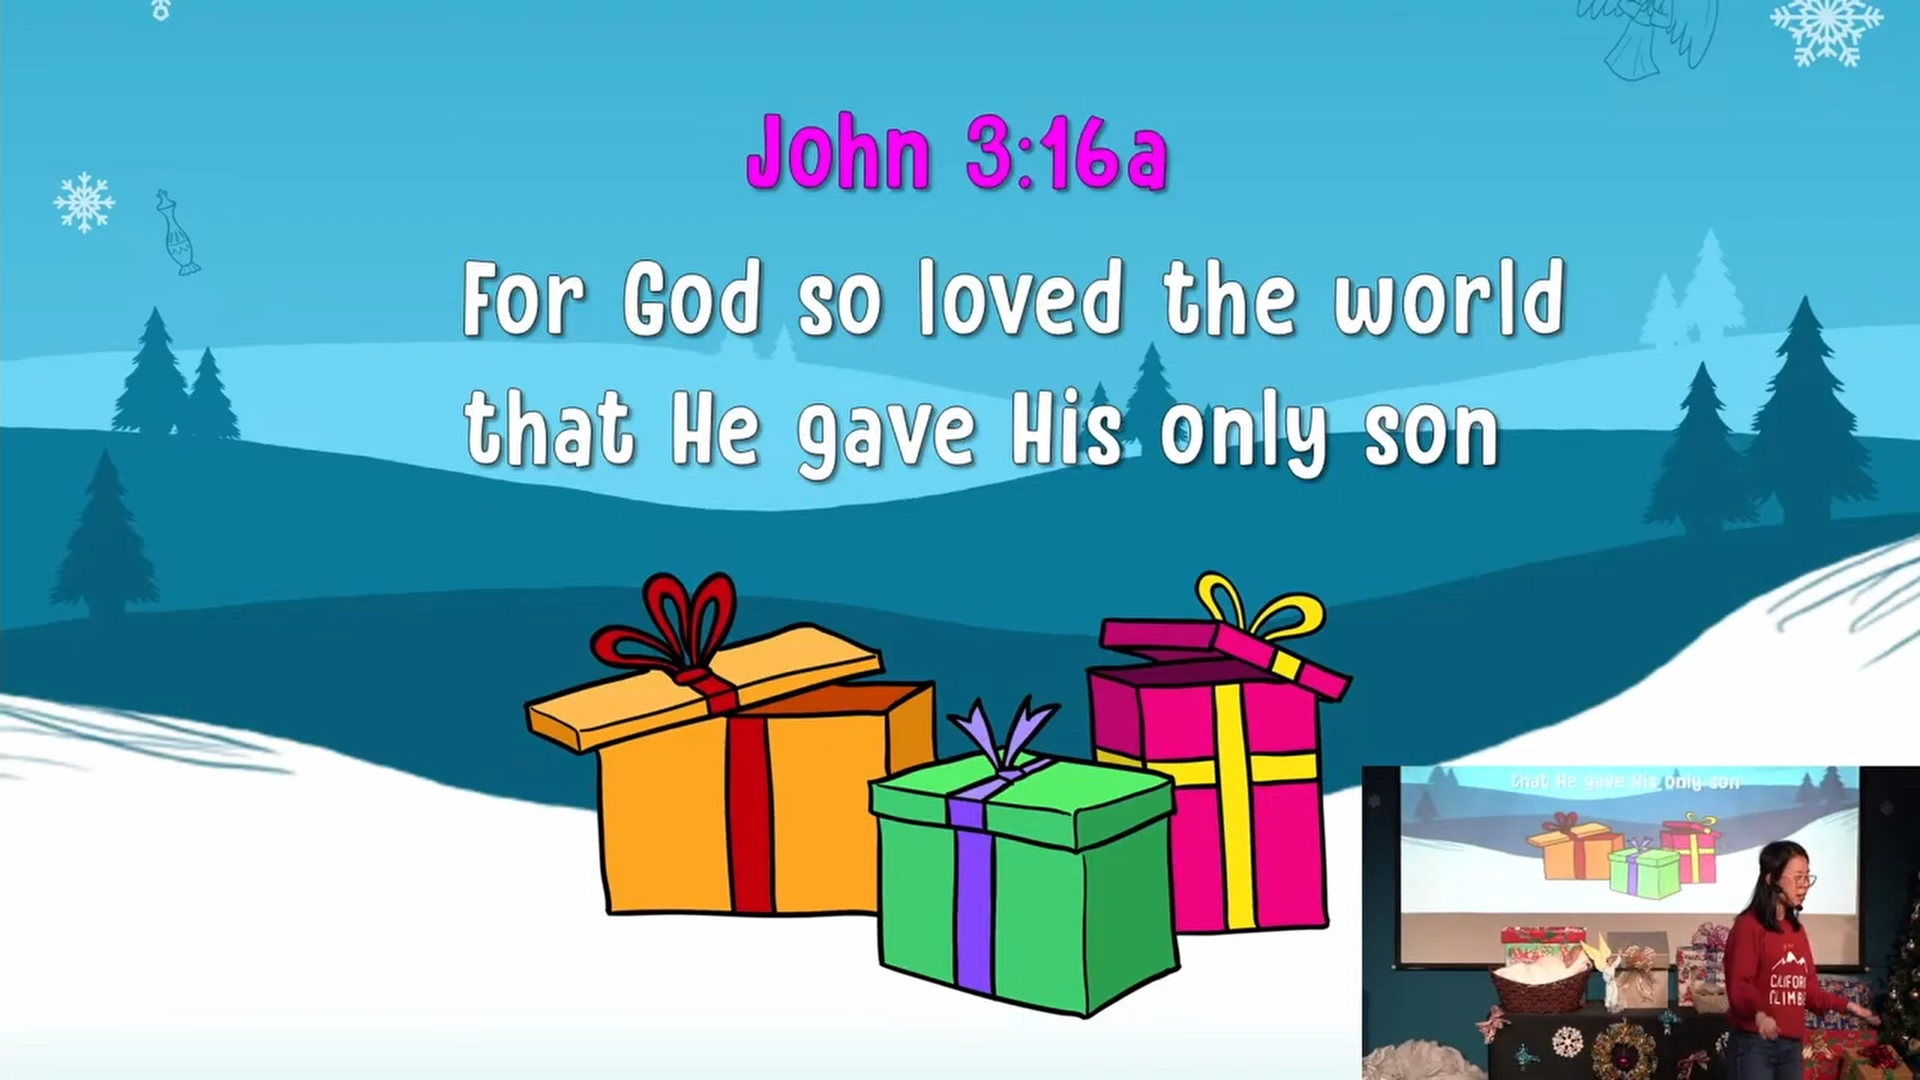 John 3:16a
For God so loved the world
that He gave His only son
that He gave His only son